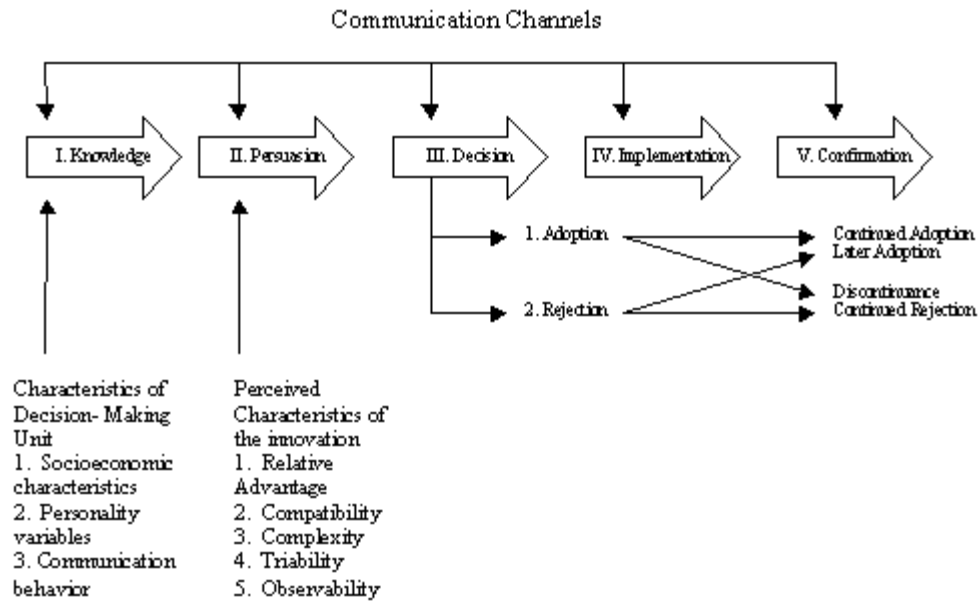 Communication Channels
I. Knowledge
II. Persuasion
III. Decision
IV. Implementation
V. Confirmation
1. Adoption
2. Rejection
Continued Adoption
Later Adoption
Discontinuance
Continued Rejection
Characteristics of
Decision- Making
Unit
1. Socioeconomic
characteristics
2. Personality
variables
3. Communication
behavior
Perceived
Characteristics of
the innovation
1. Relative
Advantage
2. Compatibility
3. Complexity
4. Triability
5. Observability